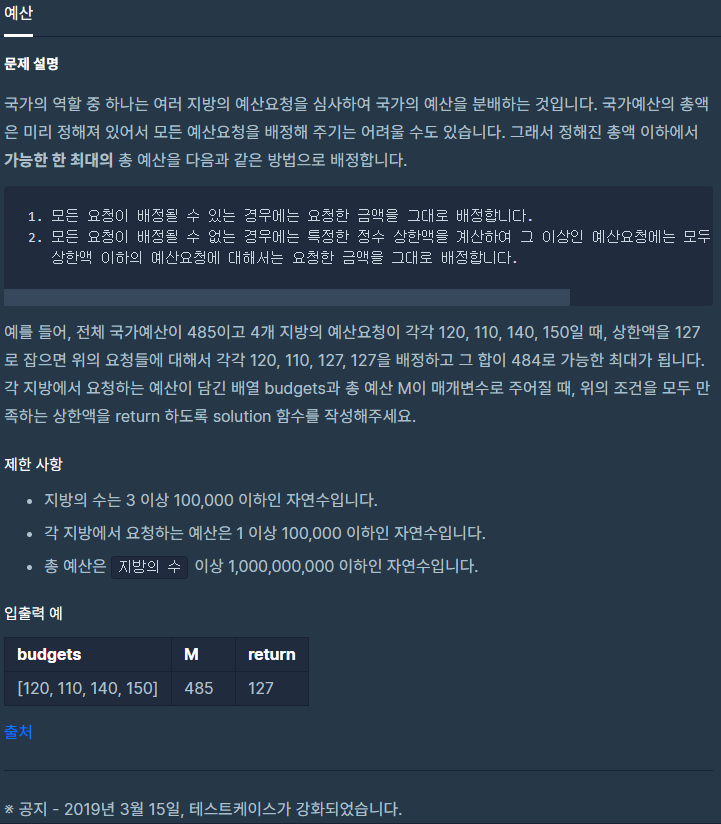 예산
문제 설명
국가의 역할 중 하나는 여러 지방의 예산요청을 심사하여 국가의 예산을 분배하는 것입니다. 국가예산의 총액
은 미리 정해져 있어서 모든 예산요청을 배정해 주기는 어려울 수도 있습니다. 그래서 정해진 총액 이하에서
가능한 한 최대의 총 예산을 다음과 같은 방법으로 배정합니다.
1. 모든 요청이 배정될 수 있는 경우에는 요청한 금액을 그대로 배정합니다.
2. 모든 요청이 배정될 수 없는 경우에는 특정한 정수 상한액을 계산하여 그 이상인 예산요청에는 모두
상한액 이하의 예산요청에 대해서는 요청한 금액을 그대로 배정합니다.
예를 들어, 전체 국가예산이 485이고 4개 지방의 예산요청이 각각 120, 110, 140, 150일 때, 상한액을 127
로 잡으면 위의 요청들에 대해서 각각 120, 110, 127, 127을 배정하고 그 합이 484로 가능한 최대가 됩니다.
각 지방에서 요청하는 예산이 담긴 배열 budgets과 총 예산 M이 매개변수로 주어질 때, 위의 조건을 모두 만
족하는 상한액을 return 하도록 solution 함수를 작성해주세요.
제한 사항
• 지방의 수는 3 이상 100,000 이하인 자연수입니다.
• 각 지방에서 요청하는 예산은 1 이상 100,000 이하인 자연수입니다.
• 총 예산은 지방의 수 이상 1,000,000,000 이하인 자연수입니다.
입출력 예
budgets M return
[120, 110, 140, 150] 485 127
출처
※ 공지 - 2019년 3월 15일, 테스트케이스가 강화되었습니다.